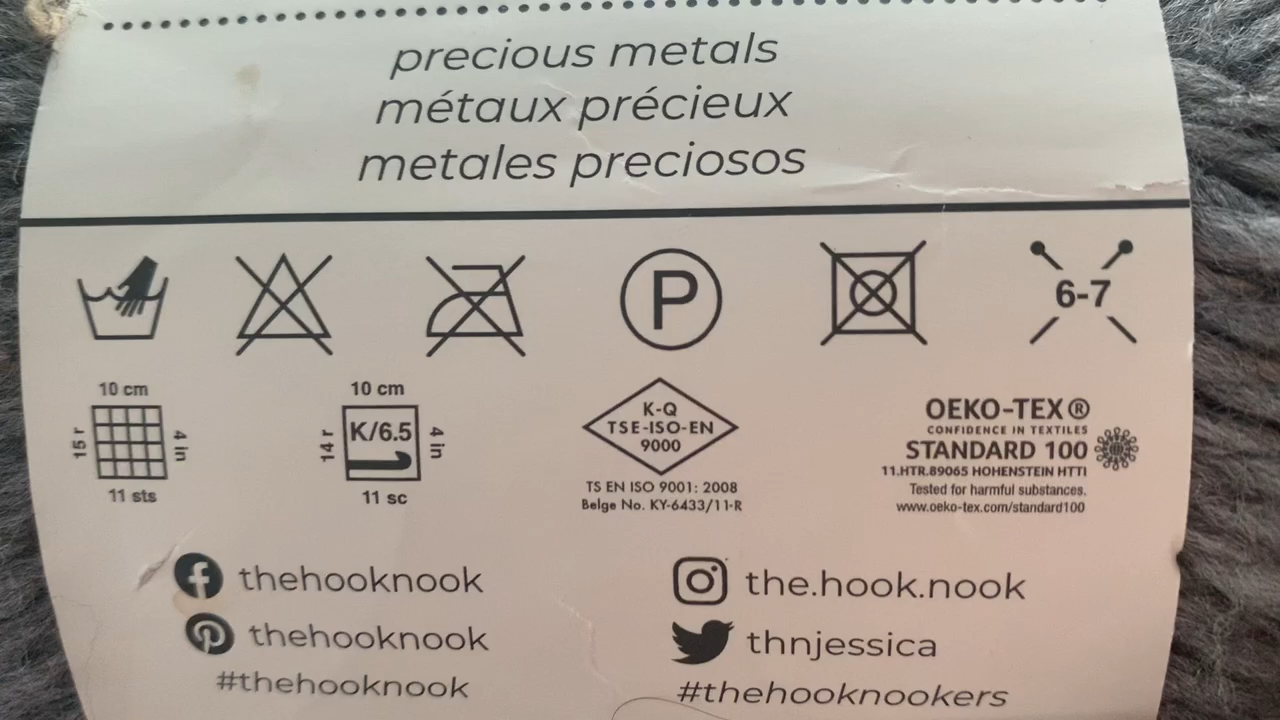 precious metals
métaux précieux
metales preciosos
P
6-7
10 cm
15 r
4 in
11 sts
10 cm
14 r
K/6.5
4 in
11 sc
K-Q
TSE-ISO-EN
9000
TS EN ISO 9001: 2008
Belge No. KY-6433/11-R
OEKO-TEX®
CONFIDENCE IN TEXTILES
STANDARD 100
11.HTR.89065 HOHENSTEIN HTTI
Tested for harmful substances.
www.oeko-tex.com/standard100
thehooknook
the.hook.nook
thehooknook
thnjessica
#thehooknook
#thehooknookers